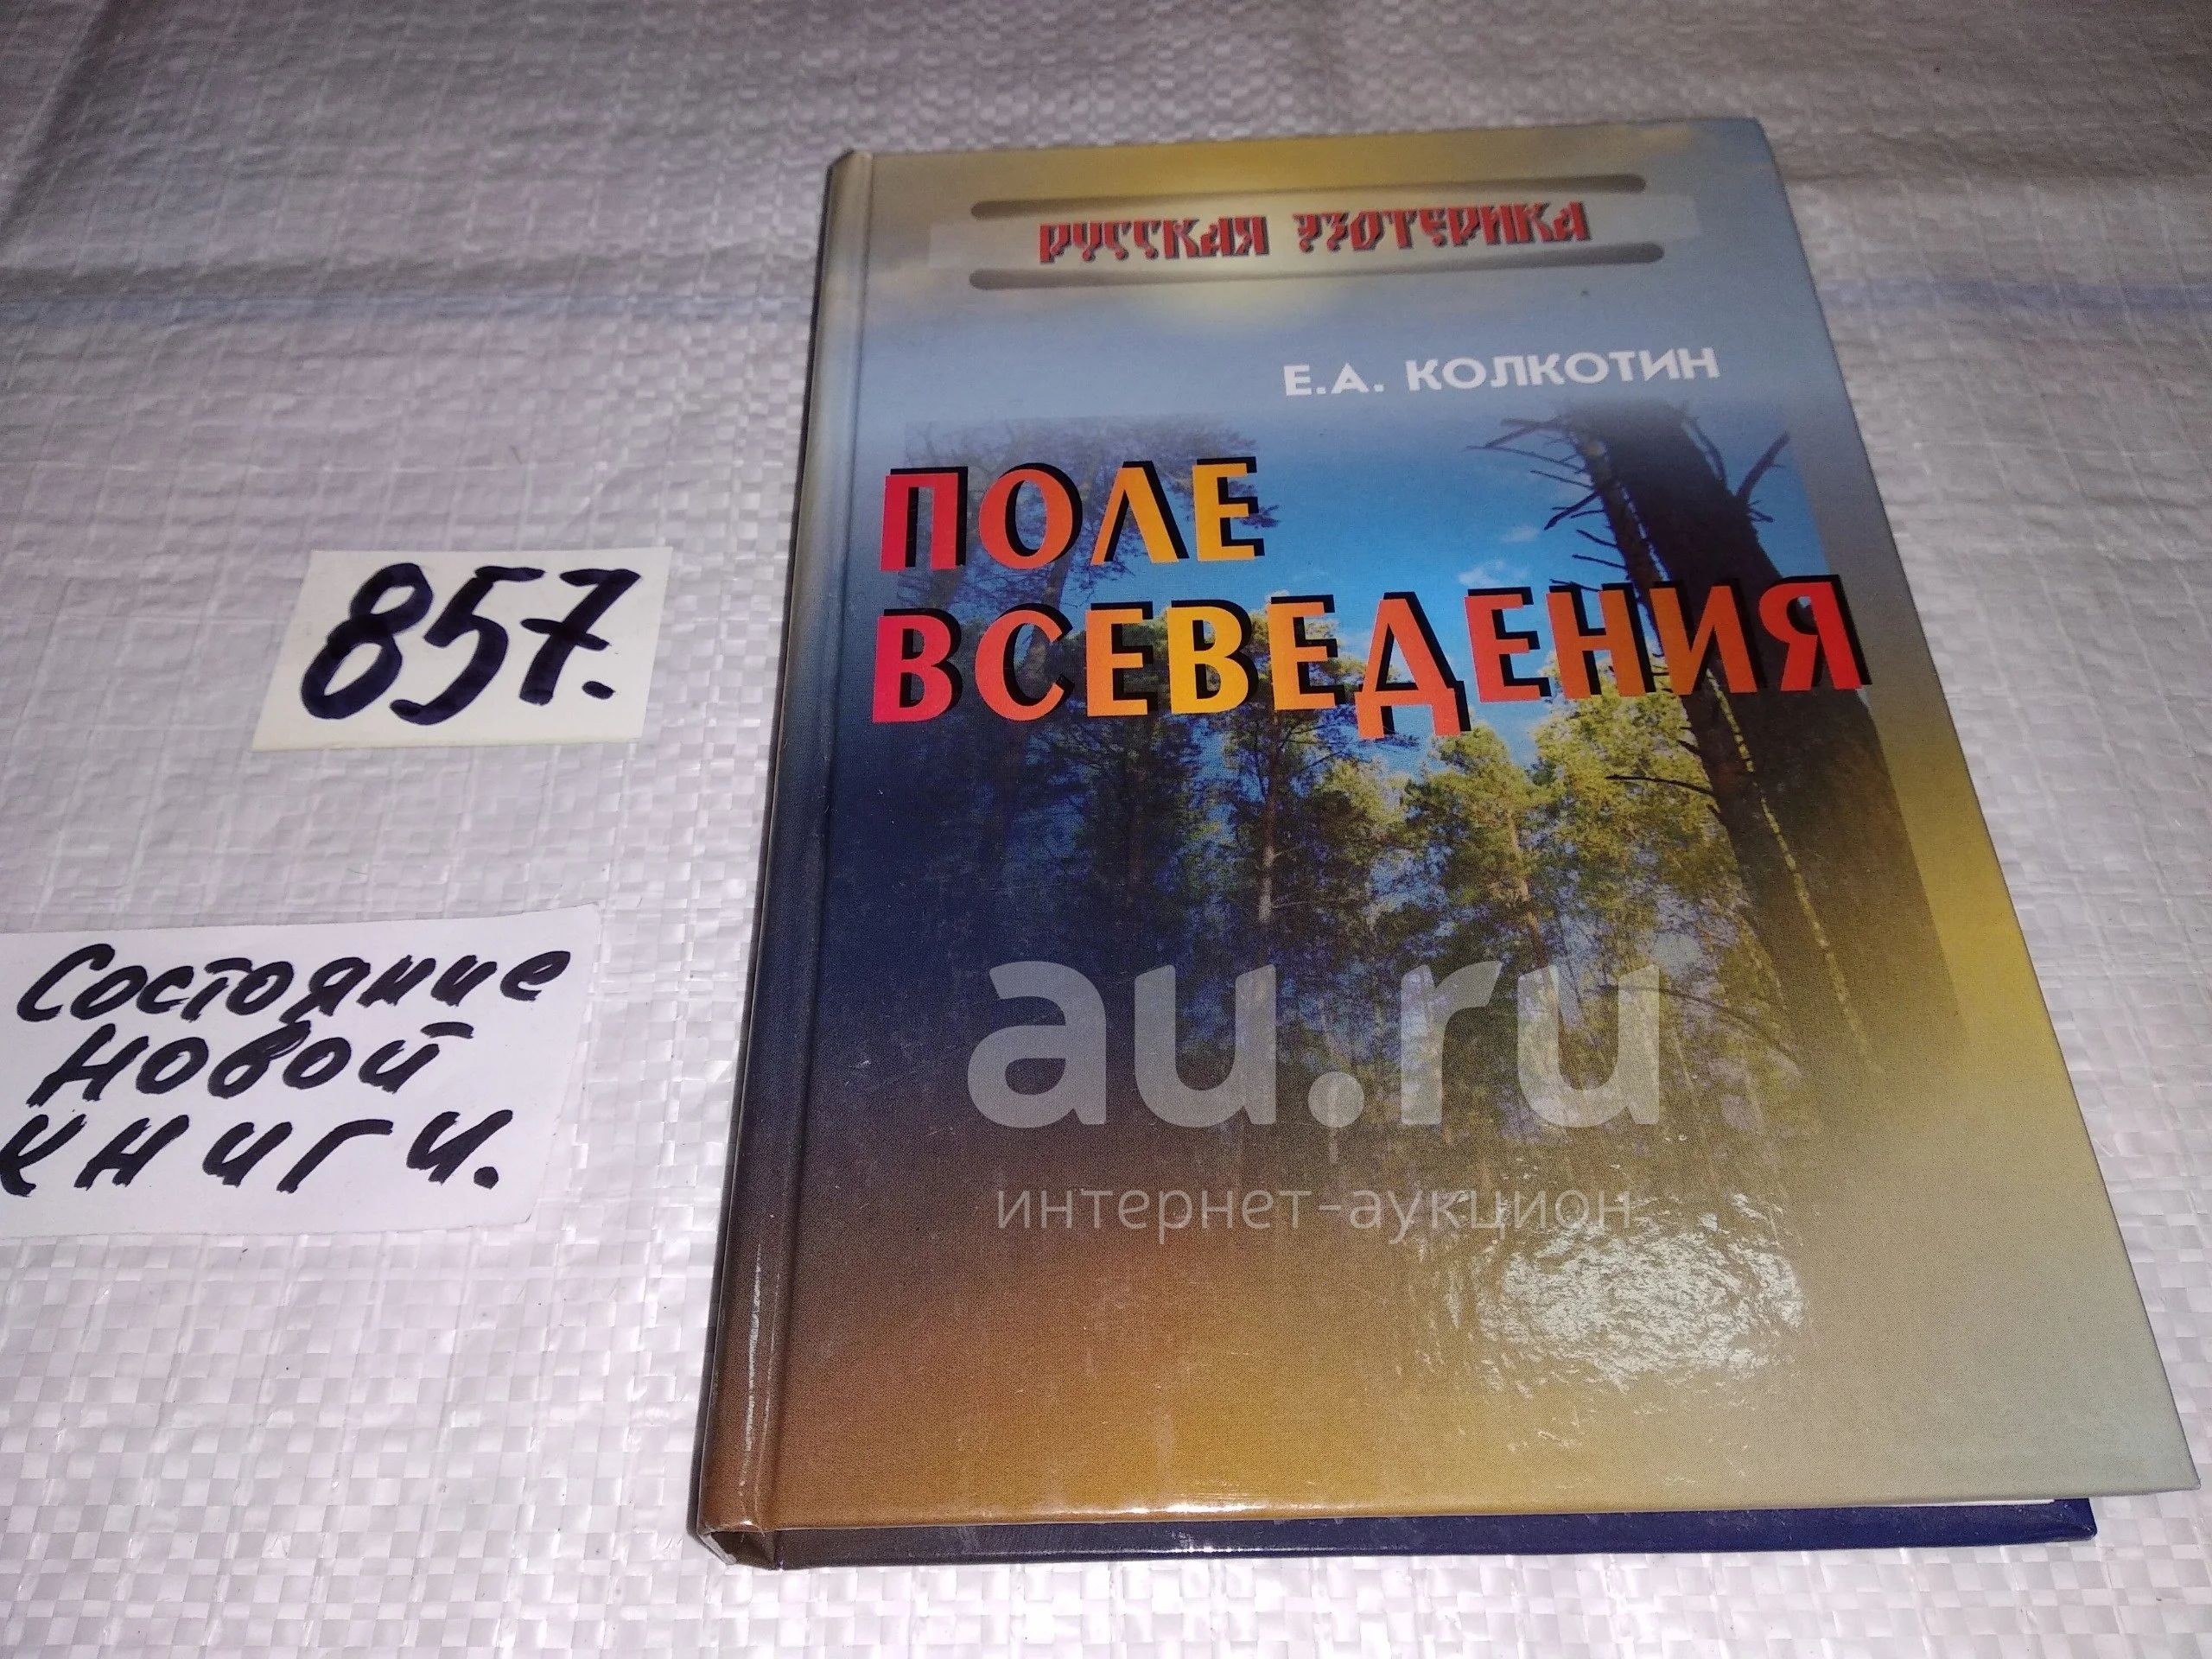 РУССКАЯ ЭЗОТЕРИКА
Е.А. КОЛКОТИН
ПОЛЕ
ВСЕВЕДЕНИЯ
857.
Состояние
новой
книги.
au.ru
интернет-аукцион